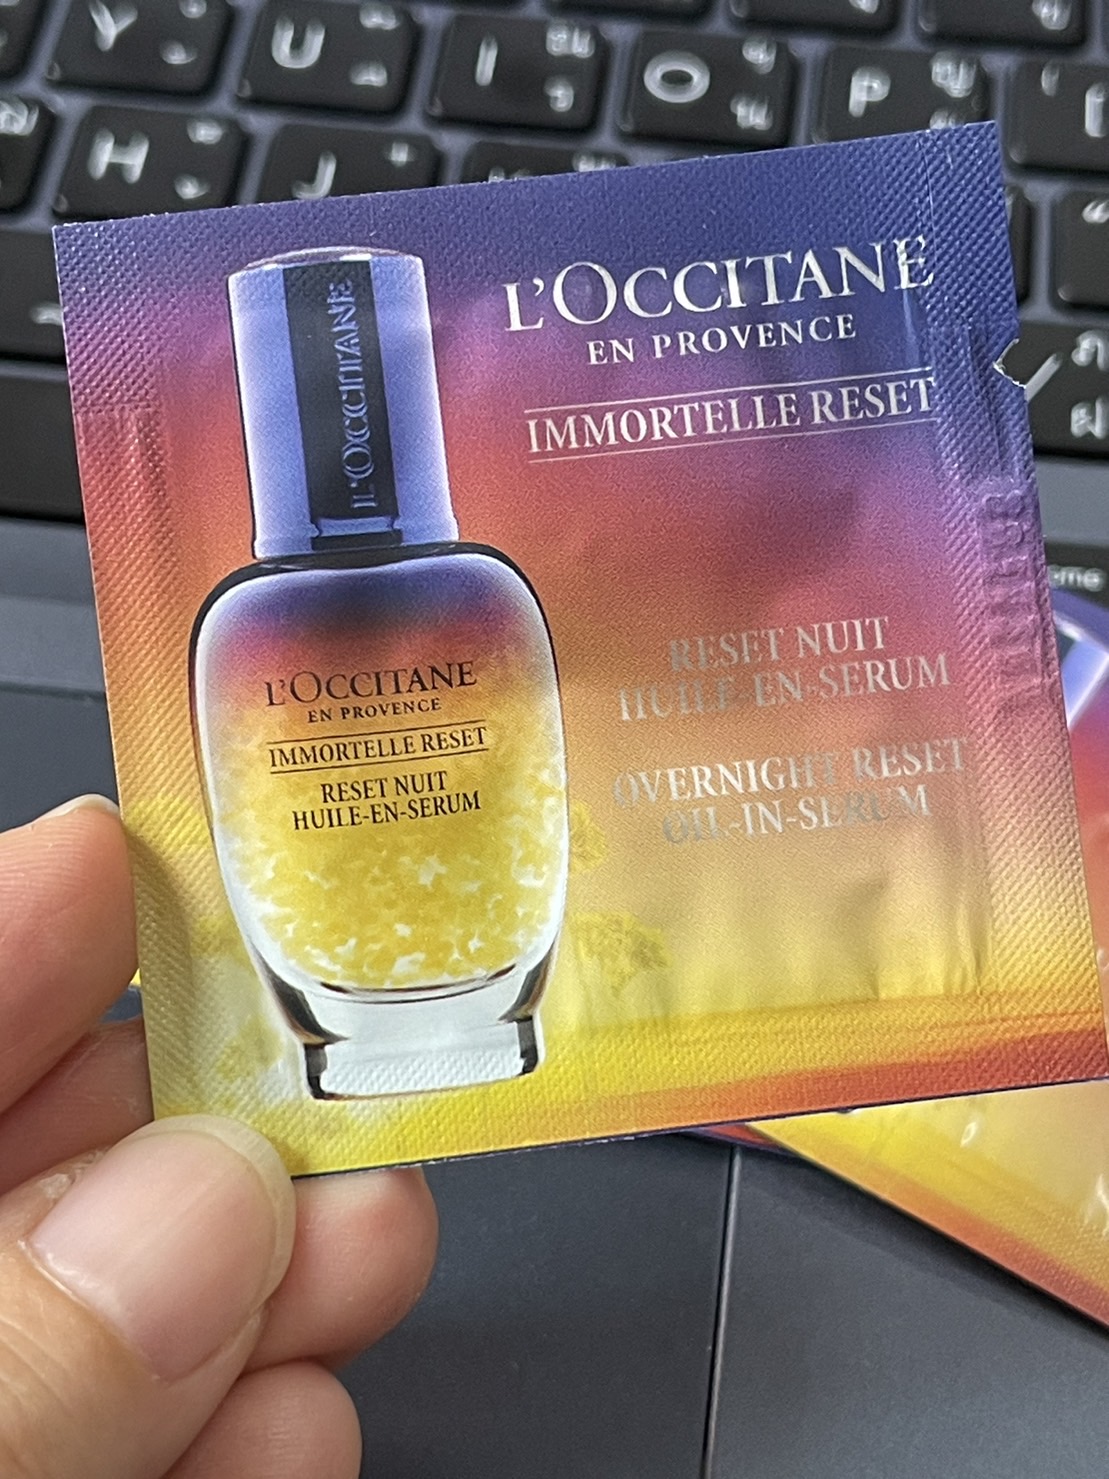 Y
U
I
O
P
H
J
L'OCCITANE
EN PROVENCE
IMMORTELLE RESET
RESET NUIT
HUILE-EN-SERUM
OVERNIGHT RESET
OIL-IN-SERUM
L'OCCITANE
L'OCCITANE
EN PROVENCE
IMMORTELLE RESET
RESET NUIT
HUILE-EN-SERUM